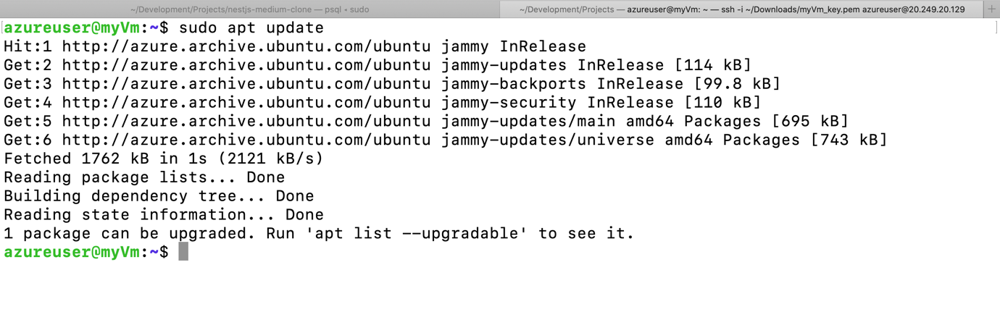 ~/Development/Projects/nestjs-medium-clone — psql • sudo
~/Development/Projects — azureuser@myVm: ~ — ssh -i ~/Downloads/myVm_key.pem azureuser@20.249.20.129
+
azureuser@myVm:~$ sudo apt update
Hit:1 http://azure.archive.ubuntu.com/ubuntu jammy InRelease
Get:2 http://azure.archive.ubuntu.com/ubuntu jammy-updates InRelease [114 kB]
Get:3 http://azure.archive.ubuntu.com/ubuntu jammy-backports InRelease [99.8 kB]
Get:4 http://azure.archive.ubuntu.com/ubuntu jammy-security InRelease [110 kB]
Get:5 http://azure.archive.ubuntu.com/ubuntu jammy-updates/main amd64 Packages [695 kB]
Get:6 http://azure.archive.ubuntu.com/ubuntu jammy-updates/universe amd64 Packages [743 kB]
Fetched 1762 kB in 1s (2121 kB/s)
Reading package lists... Done
Building dependency tree... Done
Reading state information... Done
1 package can be upgraded. Run 'apt list --upgradable' to see it.
azureuser@myVm:~$